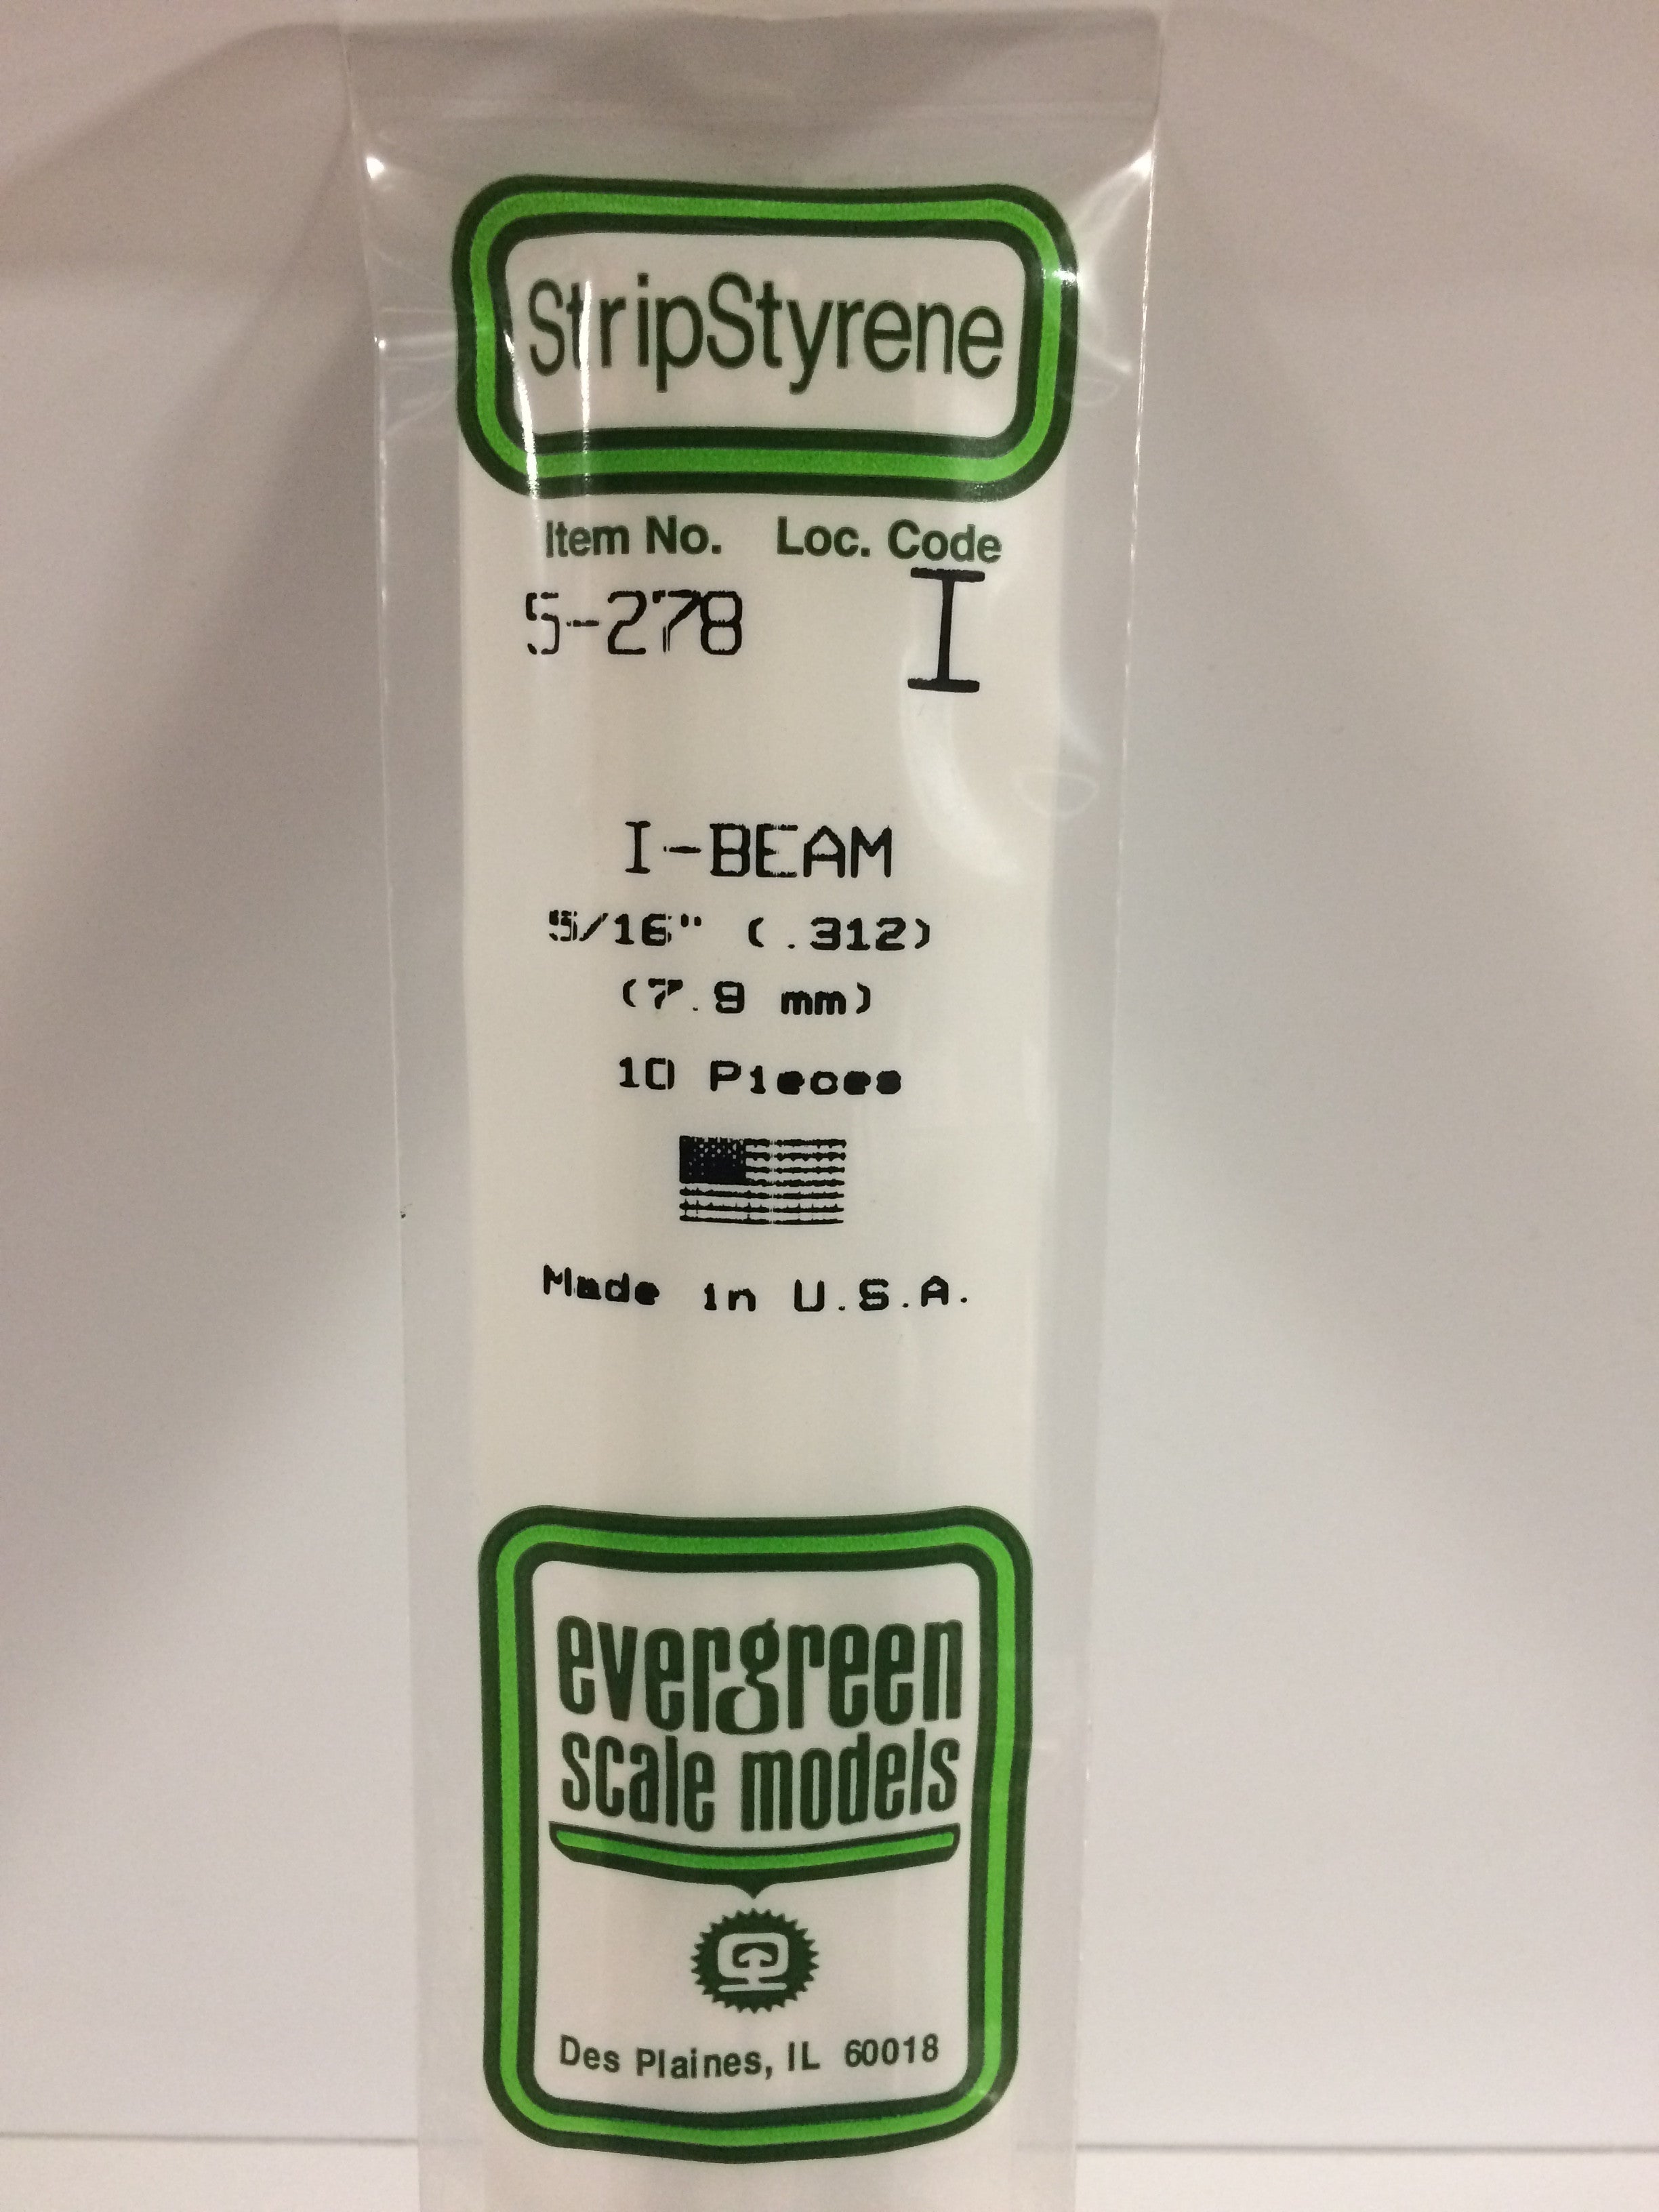 StripStyrene
Item No. Loc. Code
5-278 I
I-BEAM
5/16" (.312)
(7.9 mm)
10 Pieces
Made in U.S.A.
evergreen
scale models
Des Plaines, IL 60018